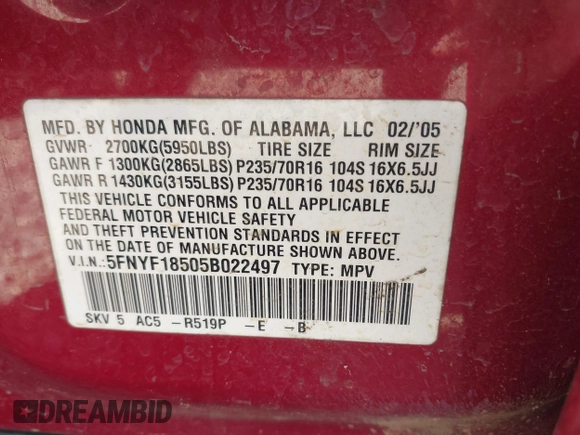 MFD. BY HONDA MFG. OF ALABAMA, LLC 02/'05
GVWR 2700KG(5950LBS) TIRE SIZE RIM SIZE
GAWR F 1300KG(2865LBS) P235/70R16 104S 16X6.5JJ
GAWR R 1430KG(3155LBS) P235/70R16 104S 16X6.5JJ
THIS VEHICLE CONFORMS TO ALL APPLICABLE
FEDERAL MOTOR VEHICLE SAFETY
AND THEFT PREVENTION STANDARDS IN EFFECT
ON THE DATE OF MANUFACTURE SHOWN ABOVE.
V.I.N.:5FNYF18505B022497 TYPE: MPV
SKV 5 AC5 -R519P -E -B
DREAMBID